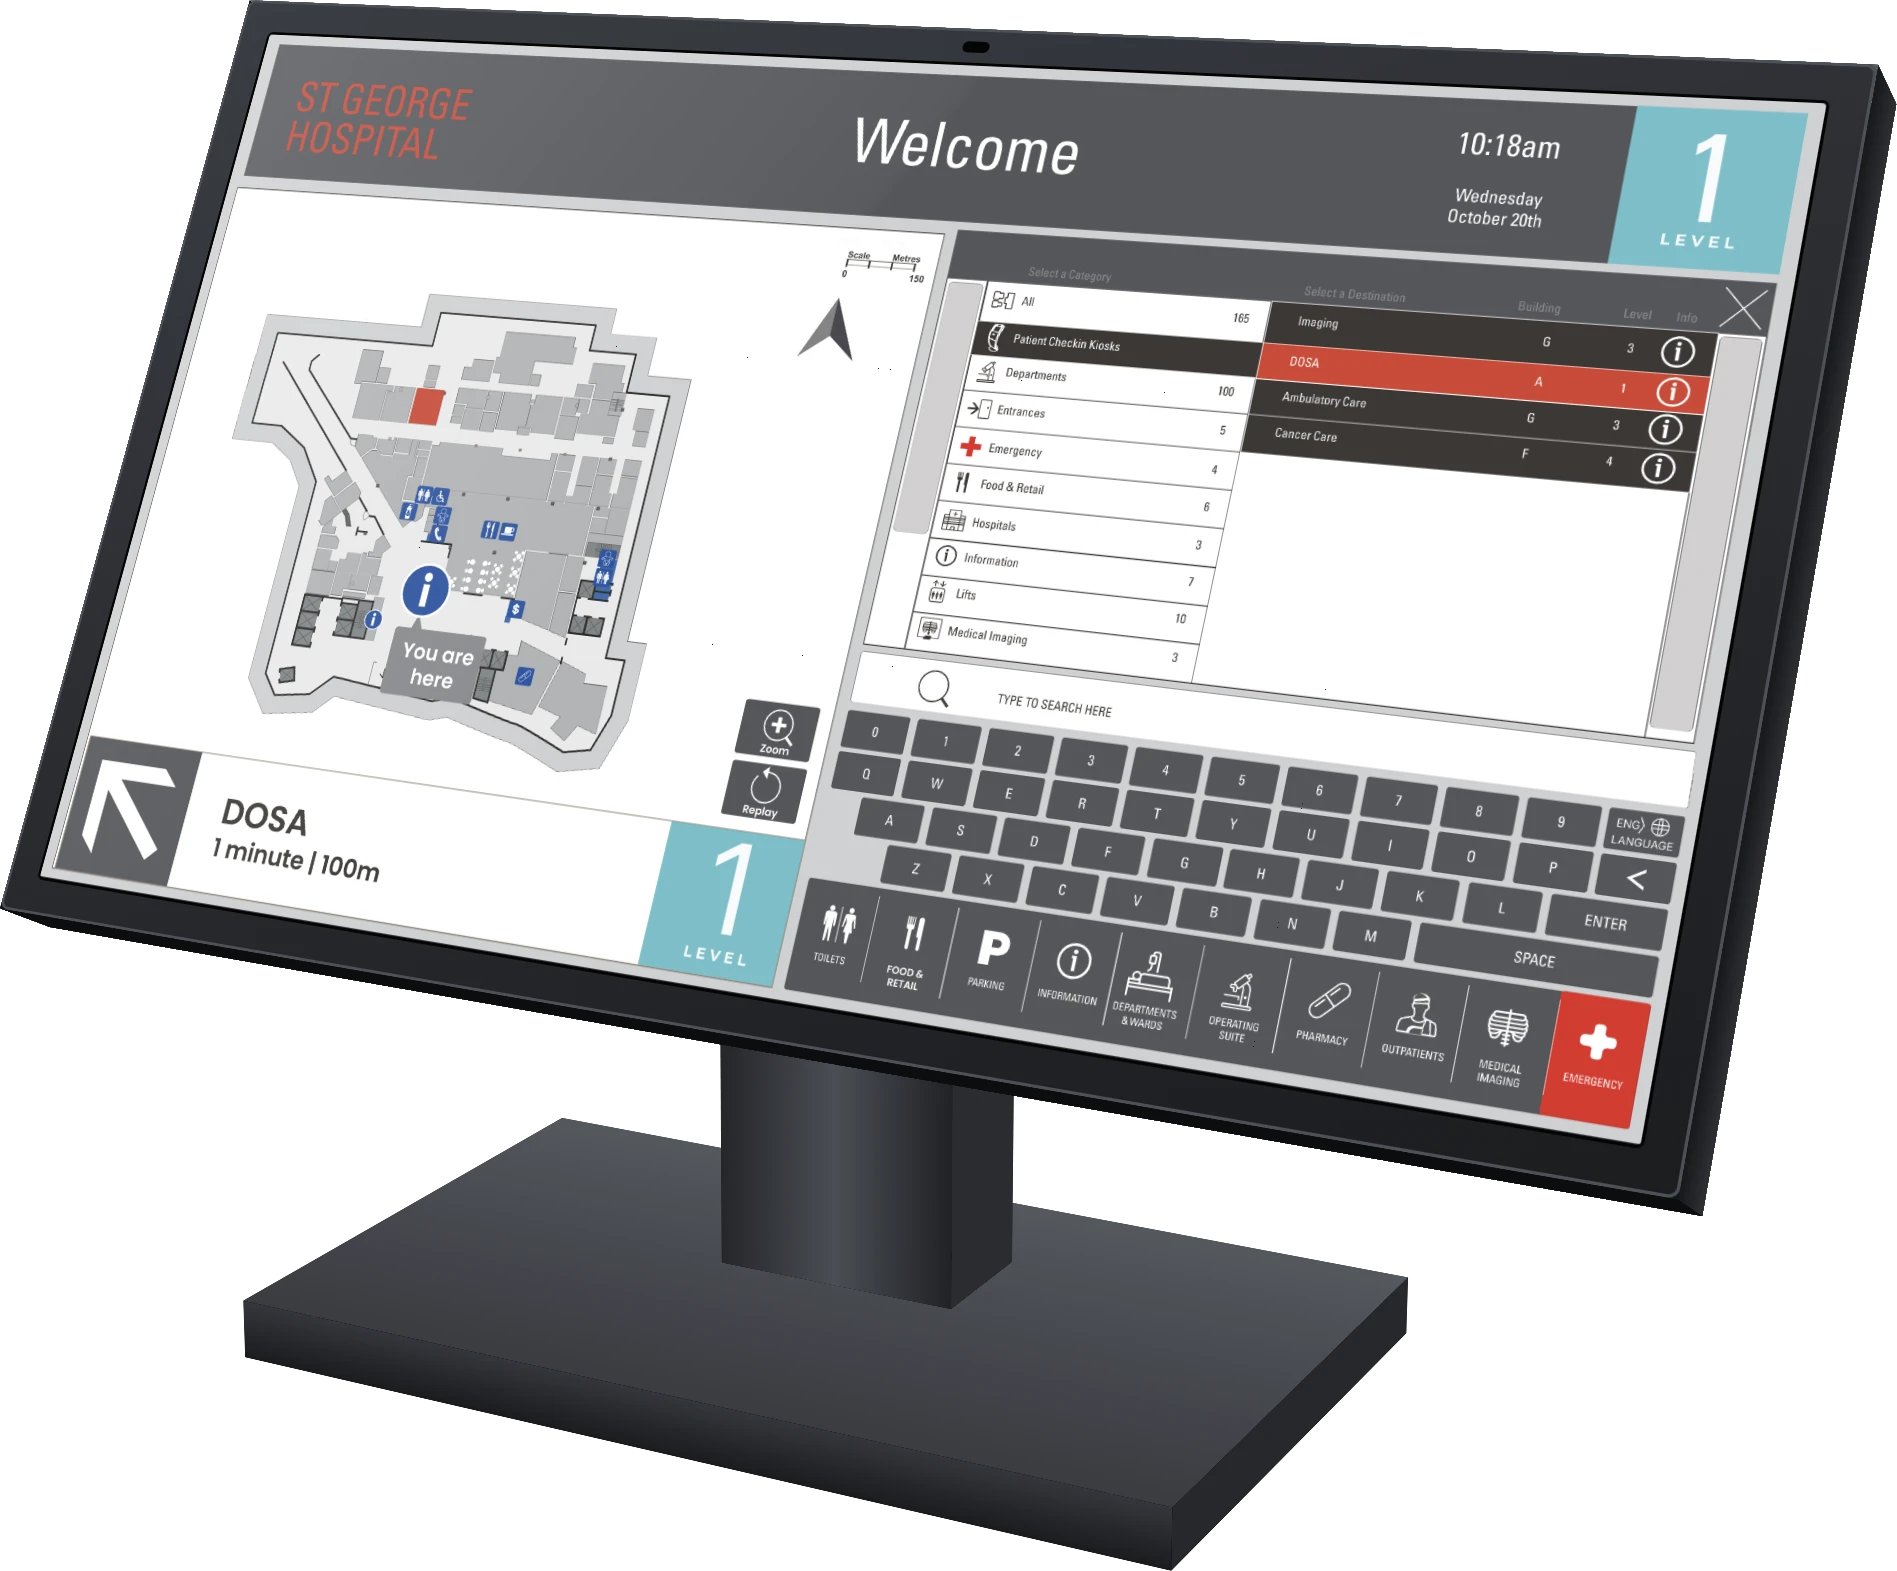 ST GEORGE
HOSPITAL
Welcome
10:18am
Wednesday
October 20th
1
LEVEL
Scale Metres
0 150
You are
here
Zoom
Replay
DOSA
1 minute | 100m
1
LEVEL
Select a Category
All 165
Patient Checkin Kiosks
Departments 100
Entrances 5
Emergency 4
Food & Retail 6
Hospitals 3
Information 7
Lifts 10
Medical Imaging 3
Select a Destination Building Level Info
Imaging G 3
DOSA A 1
Ambulatory Care G 3
Cancer Care F 4
TYPE TO SEARCH HERE
0 1 2 3 4 5 6 7 8 9
ENG LANGUAGE
Q W E R T Y U I O P <
A S D F G H J K L ENTER
Z X C V B N M SPACE
TOILETS
FOOD &
RETAIL
PARKING
INFORMATION
DEPARTMENTS
& WARDS
OPERATING
SUITE
PHARMACY
OUTPATIENTS
MEDICAL
IMAGING
EMERGENCY